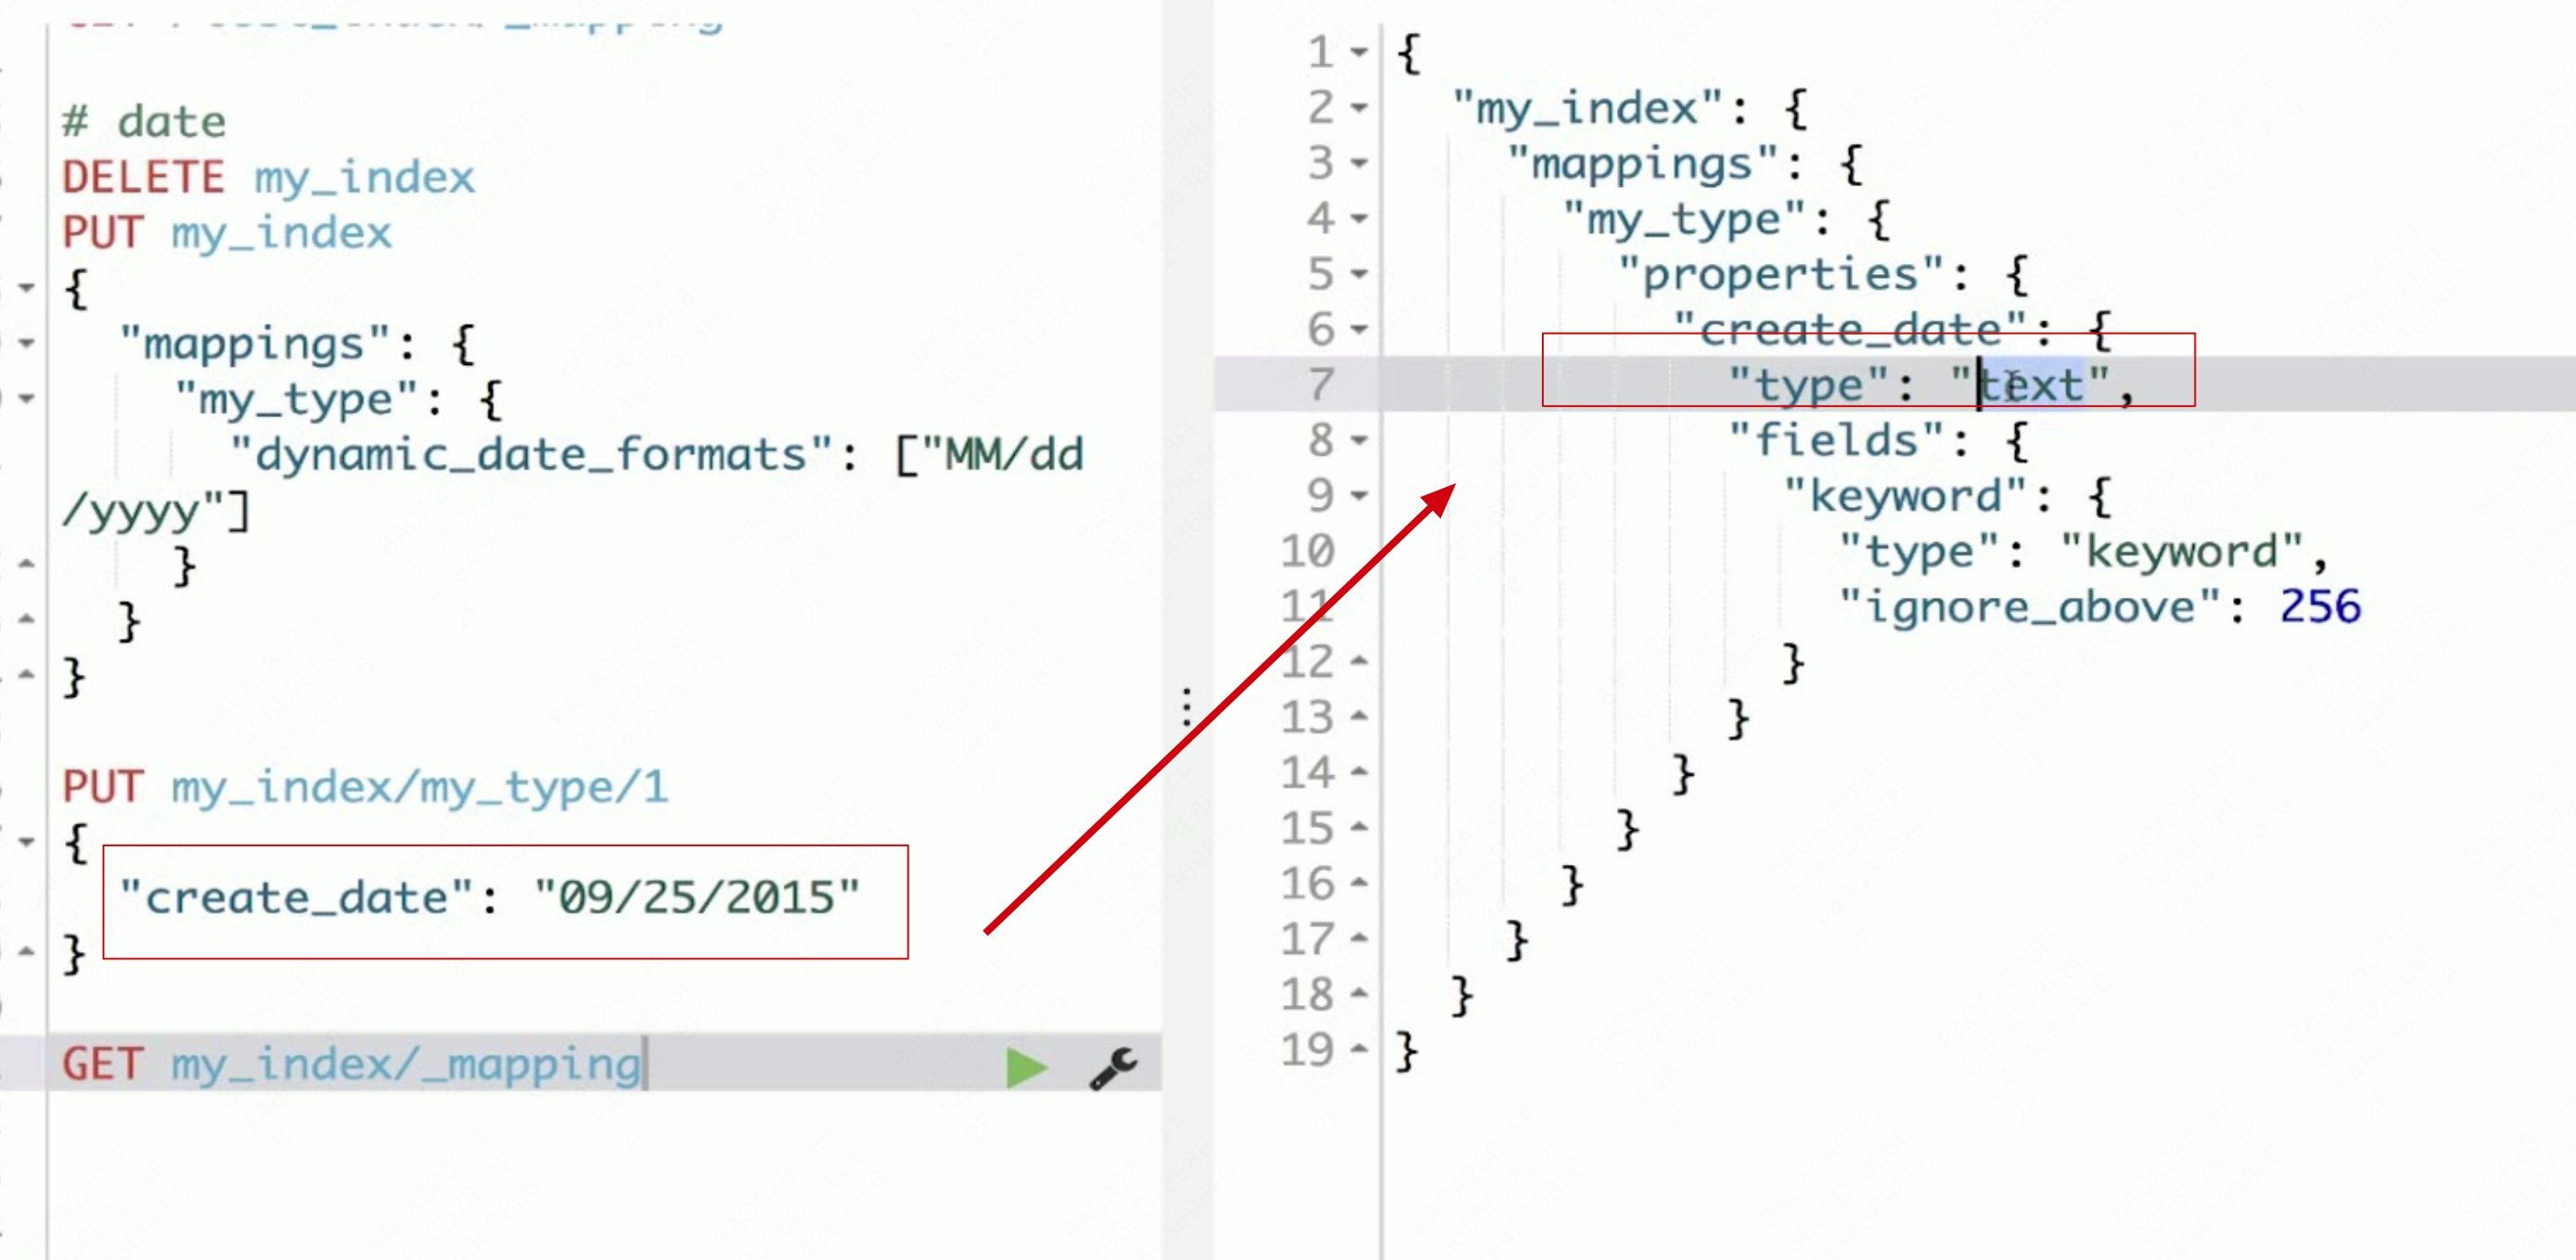 # date
DELETE my_index
PUT my_index
{
"mappings": {
"my_type": {
"dynamic_date_formats": ["MM/dd
/yyyy"]
}
}
}
PUT my_index/my_type/1
{
"create_date": "09/25/2015"
}
GET my_index/_mapping
1 {
2 "my_index": {
3 "mappings": {
4 "my_type": {
5 "properties": {
6 "create_date": {
7 "type": "text",
8 "fields": {
9 "keyword": {
10 "type": "keyword",
11 "ignore_above": 256
12 }
13 }
14 }
15 }
16 }
17 }
18 }
19 }